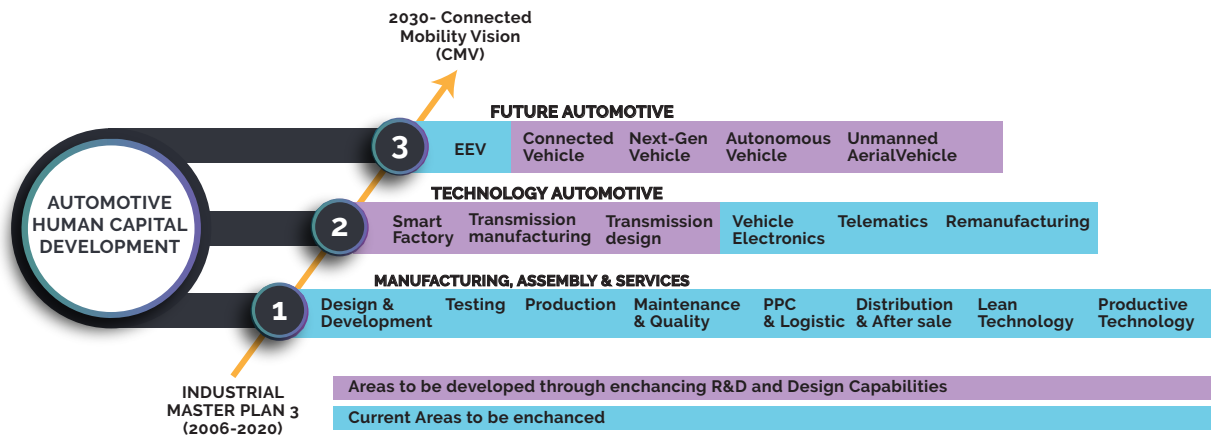 2030- Connected
Mobility Vision
(CMV)
FUTURE AUTOMOTIVE
3
EEV
Connected
Vehicle
Next-Gen
Vehicle
Autonomous
Vehicle
Unmanned
AerialVehicle
AUTOMOTIVE
HUMAN CAPITAL
DEVELOPMENT
TECHNOLOGY AUTOMOTIVE
2
Smart
Factory
Transmission
manufacturing
Transmission
design
Vehicle
Electronics
Telematics
Remanufacturing
MANUFACTURING, ASSEMBLY & SERVICES
1
Design &
Development
Testing
Production
Maintenance
& Quality
PPC
& Logistic
Distribution
& After sale
Lean
Technology
Productive
Technology
INDUSTRIAL
MASTER PLAN 3
(2006-2020)
Areas to be developed through enchancing R&D and Design Capabilities
Current Areas to be enchanced